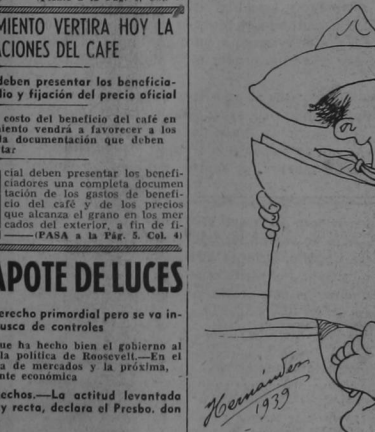 MIENTO VERTIRA HOY LA
ACIONES DEL CAFE
deben presentar los beneficia-
dio y fijación del precio oficial
costo del beneficio del café en
iento vendrá a favorecer a los
la documentación que deben
tar
cial deben presentar los benefi-
ciadores una completa documen
tación de los gastos de benefi-
cio del café y de los precios
que alcanza el grano en los mer
cados del exterior, a fin de fi-
(PASA a la Pág. 5, Col. 4)
APOTE DE LUCES
erecho primordial pero se va in-
usca de controles
ue ha hecho bien el gobierno al
la política de Roosevelt.—En el
a de mercados y la próxima,
nte económica
echos.—La actitud levantada
y recta, declara el Presbo. don
Hernández
1939